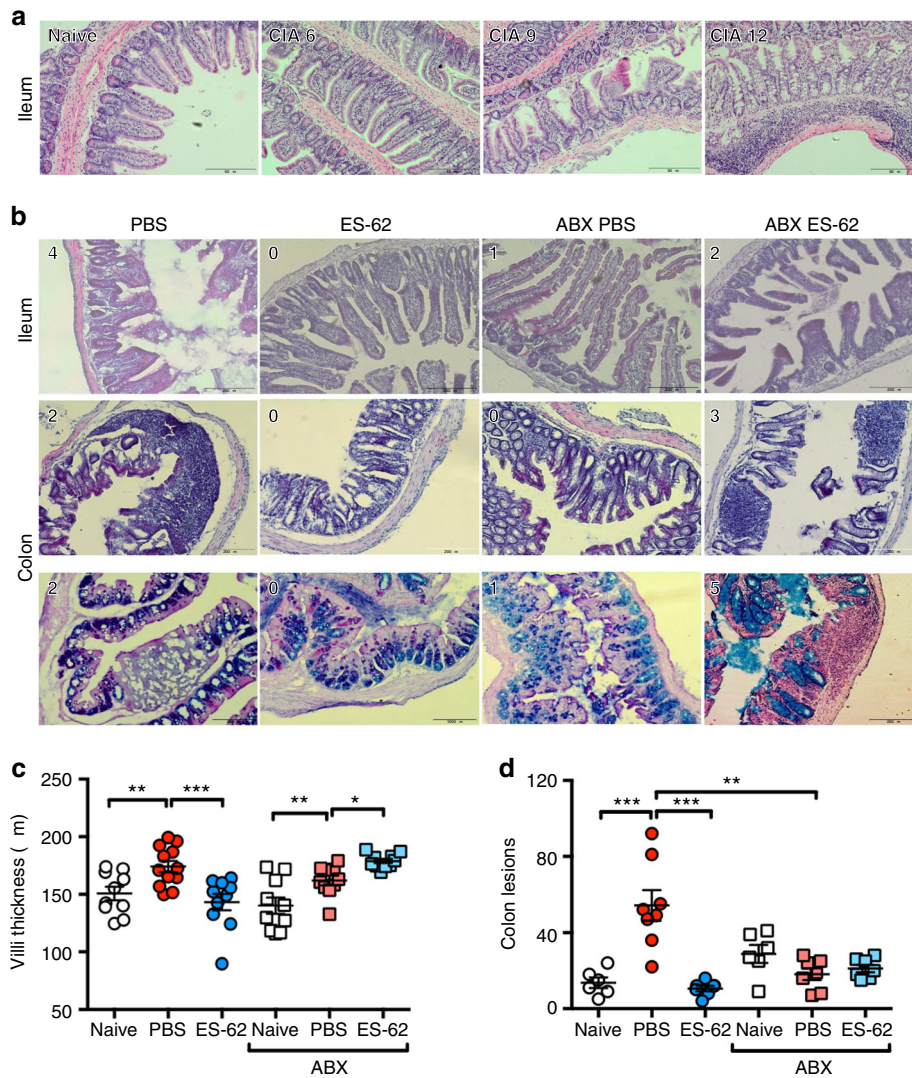 a
Naive CIA 6 CIA 9 CIA 12
Ileum
b
PBS ES-62 ABX PBS ABX ES-62
4 0 1 2
Ileum
2 0 0 3
Colon
2 0 1 5
c
250
200
150
100
50
Villi thickness ( m)
** *** ** *
Naive PBS ES-62 Naive PBS ES-62
ABX
d
120
80
40
0
Colon lesions
**
*** ***
Naive PBS ES-62 Naive PBS ES-62
ABX